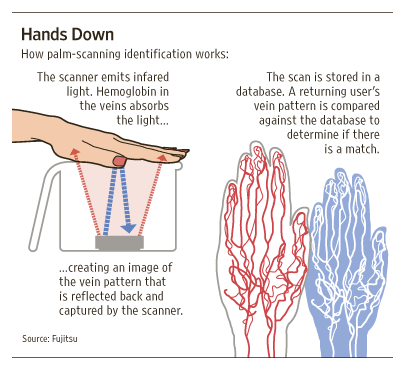 Hands Down
How palm-scanning identification works:
The scanner emits infared
light. Hemoglobin in
the veins absorbs
the light...
...creating an image of
the vein pattern that
is reflected back and
captured by the scanner.
The scan is stored in a
database. A returning user's
vein pattern is compared
against the database to
determine if there
is a match.
Source: Fujitsu